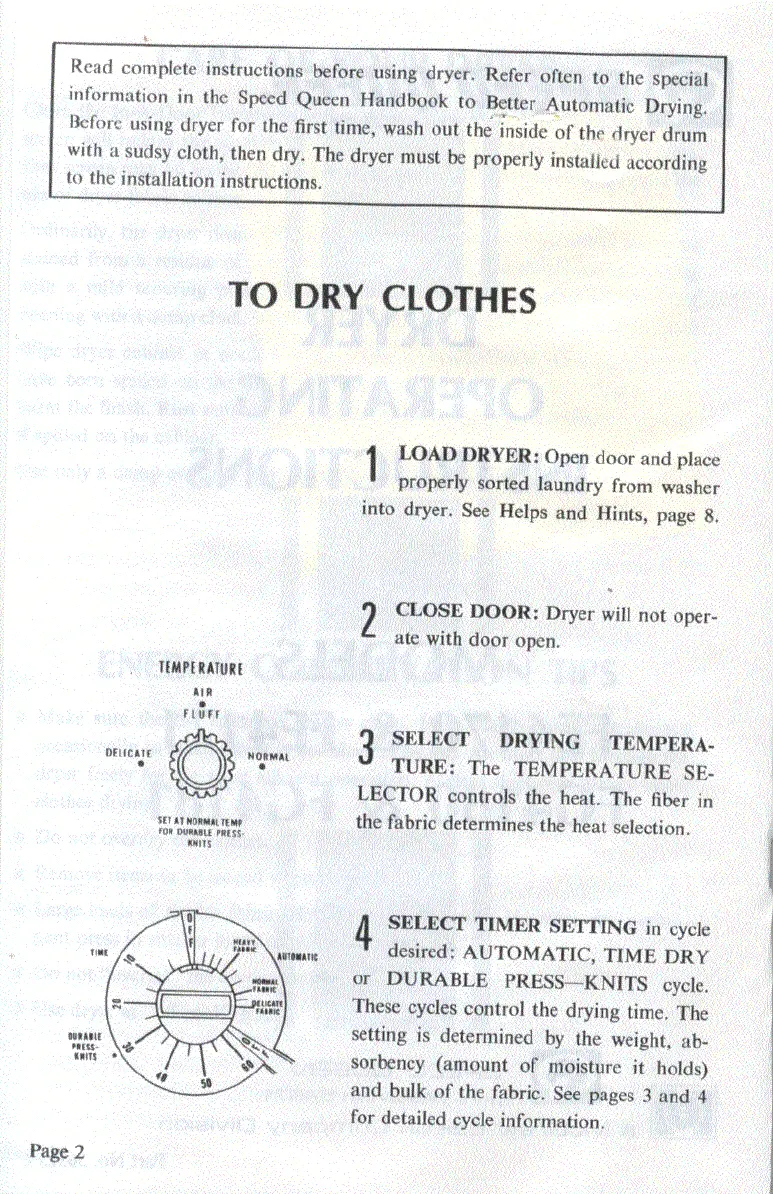 Read complete instructions before using dryer. Refer often to the special
information in the Speed Queen Handbook to Better Automatic Drying.
Before using dryer for the first time, wash out the inside of the dryer drum
with a sudsy cloth, then dry. The dryer must be properly installed according
to the installation instructions.
TO DRY CLOTHES
1 LOAD DRYER: Open door and place
properly sorted laundry from washer
into dryer. See Helps and Hints, page 8.
2 CLOSE DOOR: Dryer will not oper-
ate with door open.
TEMPERATURE
AIR
FLUFF
DELICATE
NORMAL
SET AT NORMAL TEMP
FOR DURABLE PRESS-
KNITS
3 SELECT DRYING TEMPERA-
TURE: The TEMPERATURE SE-
LECTOR controls the heat. The fiber in
the fabric determines the heat selection.
OFF
TIME
10
HEAVY
FABRIC
AUTOMATIC
NORMAL
FABRIC
20
DELICATE
FABRIC
DURABLE
PRESS-
KNITS
30
40
50
60
OFF
4 SELECT TIMER SETTING in cycle
desired: AUTOMATIC, TIME DRY
or DURABLE PRESS—KNITS cycle.
These cycles control the drying time. The
setting is determined by the weight, ab-
sorbency (amount of moisture it holds)
and bulk of the fabric. See pages 3 and 4
for detailed cycle information.
Page 2